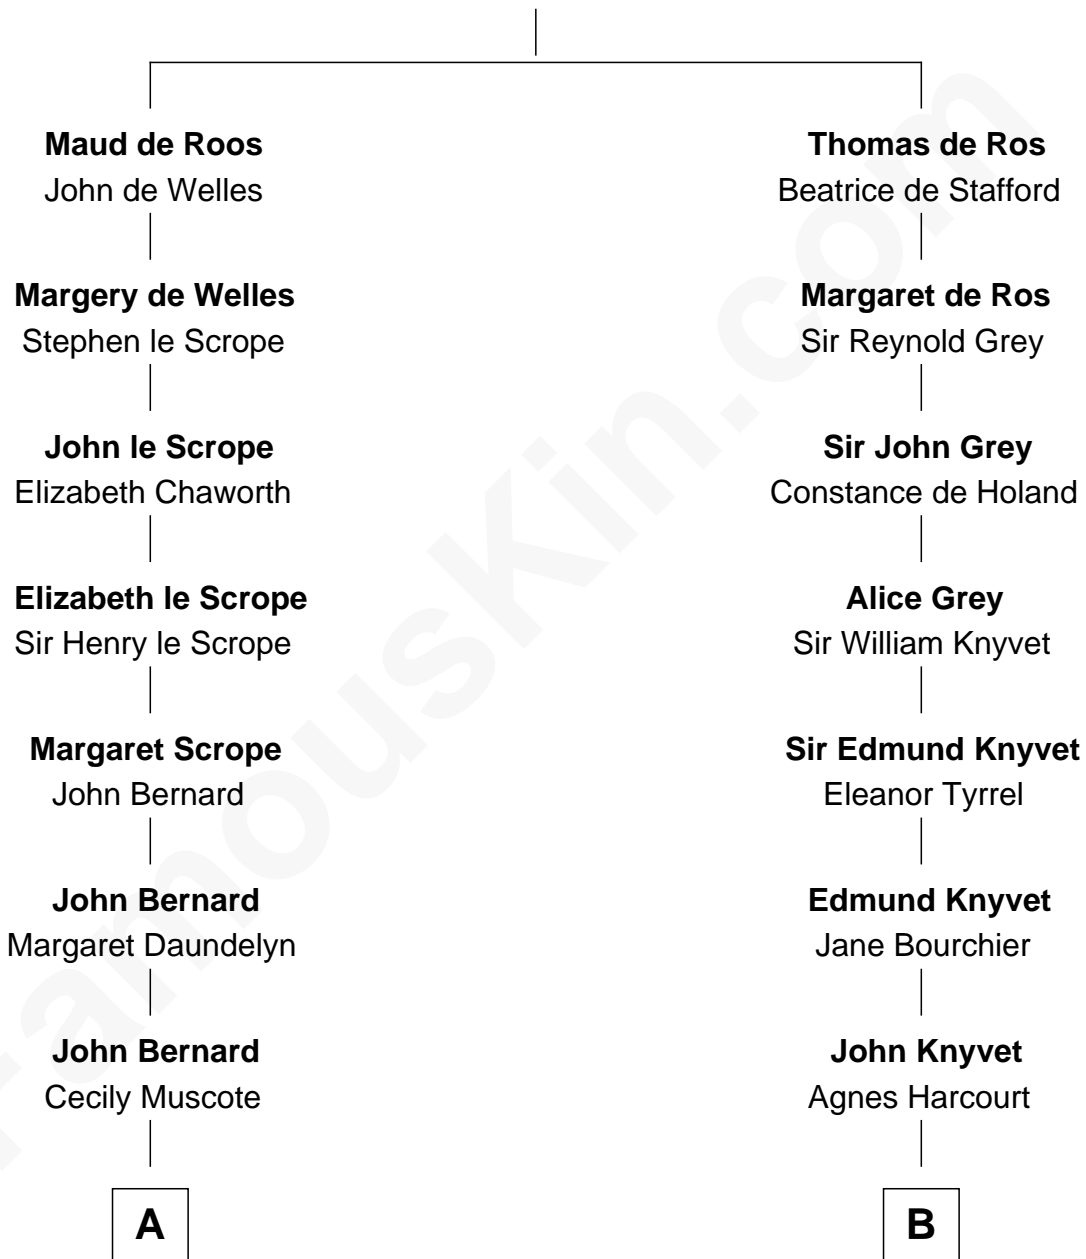 Maud de Roos
John de Welles
Margery de Welles
Stephen le Scrope
John le Scrope
Elizabeth Chaworth
Elizabeth le Scrope
Sir Henry le Scrope
Margaret Scrope
John Bernard
John Bernard
Margaret Daundelyn
John Bernard
Cecily Muscote
A
Thomas de Ros
Beatrice de Stafford
Margaret de Ros
Sir Reynold Grey
Sir John Grey
Constance de Holand
Alice Grey
Sir William Knyvet
Sir Edmund Knyvet
Eleanor Tyrrel
Edmund Knyvet
Jane Bourchier
John Knyvet
Agnes Harcourt
B
FamousKin.com